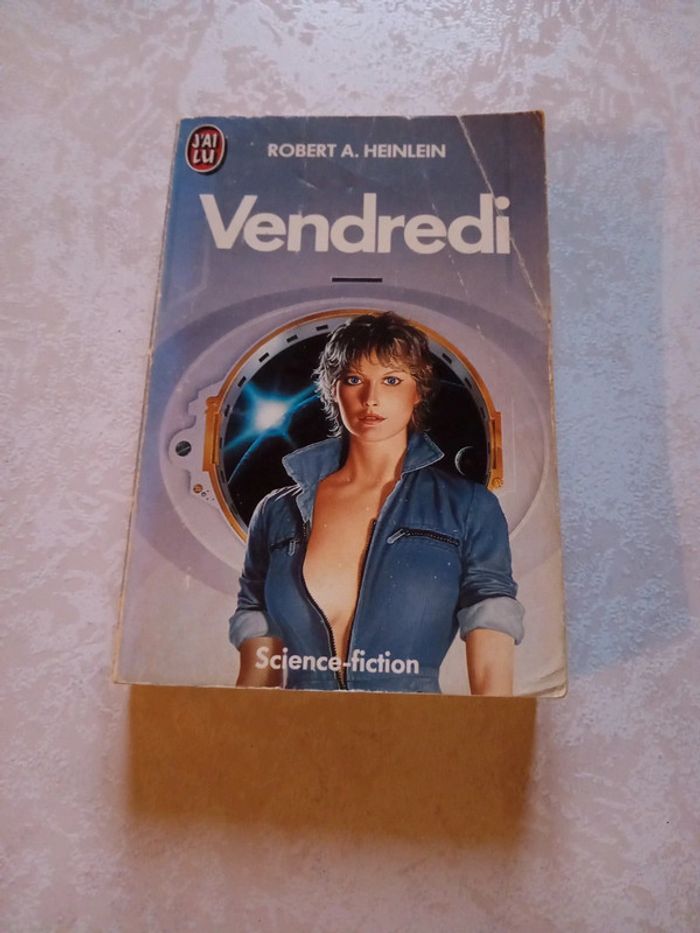 J'AI
LU
ROBERT A. HEINLEIN
Vendredi
Science-fiction